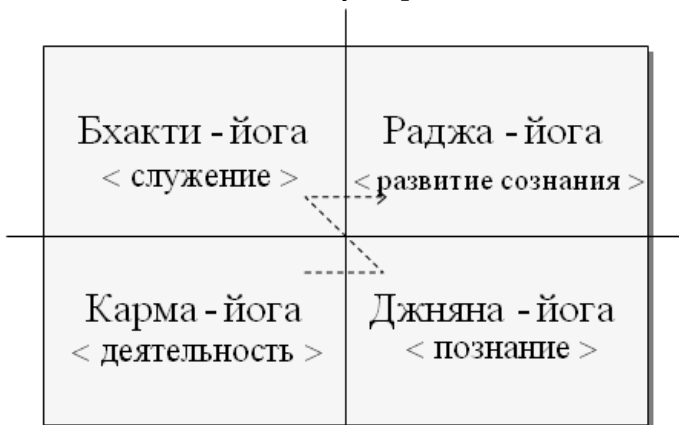 Бхакти - йога
< служение >
Раджа - йога
< развитие сознания >
Карма - йога
< деятельность >
Джняна - йога
< познание >